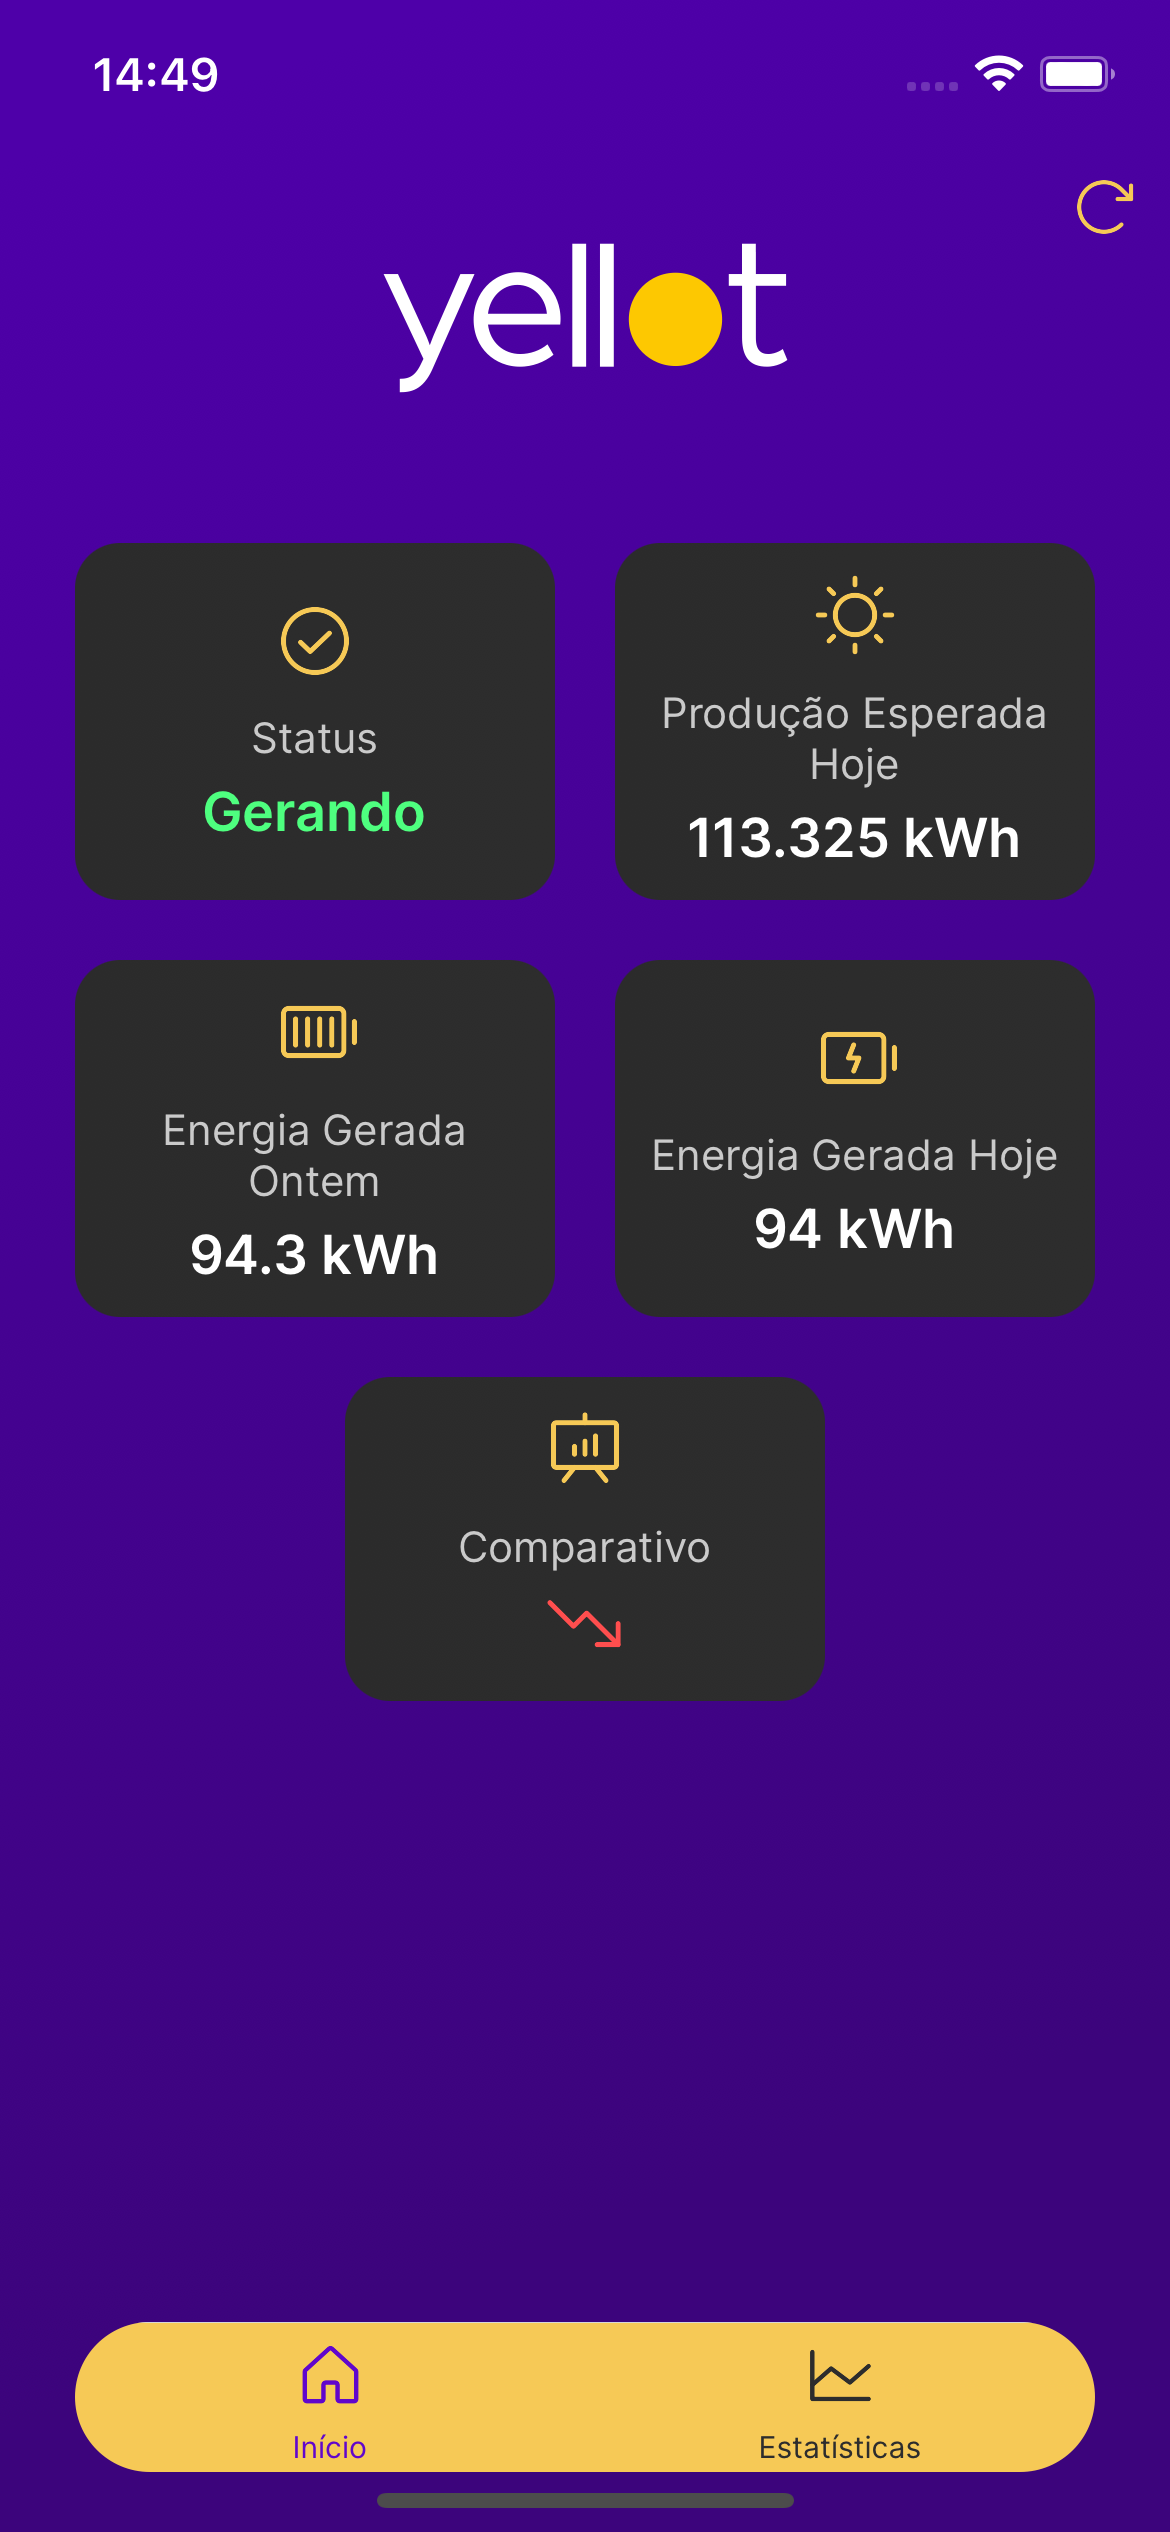 14:49
yellot
Status
Gerando
Produção Esperada
Hoje
113.325 kWh
Energia Gerada
Ontem
94.3 kWh
Energia Gerada Hoje
94 kWh
Comparativo
Início
Estatísticas